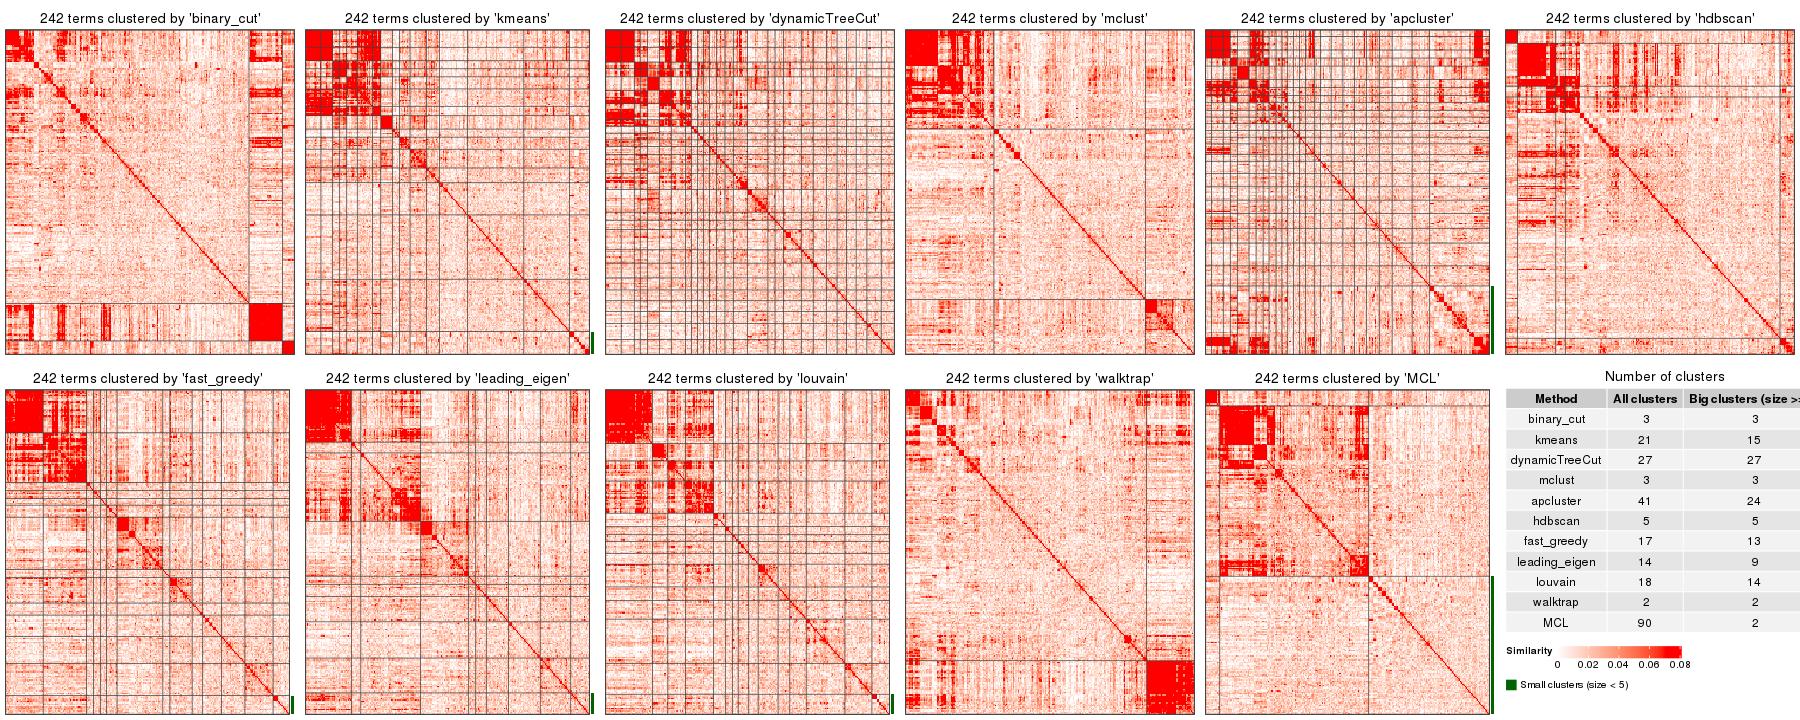 242 terms clustered by 'binary_cut'
242 terms clustered by 'kmeans'
242 terms clustered by 'dynamicTreeCut'
242 terms clustered by 'mclust'
242 terms clustered by 'apcluster'
242 terms clustered by 'hdbscan'
242 terms clustered by 'fast_greedy'
242 terms clustered by 'leading_eigen'
242 terms clustered by 'louvain'
242 terms clustered by 'walktrap'
242 terms clustered by 'MCL'
Number of clusters
Method All clusters Big clusters (size >
binary_cut 3 3
kmeans 21 15
dynamicTreeCut 27 27
mclust 3 3
apcluster 41 24
hdbscan 5 5
fast_greedy 17 13
leading_eigen 14 9
louvain 18 14
walktrap 2 2
MCL 90 2
Similarity
0 0.02 0.04 0.06 0.08
Small clusters (size < 5)